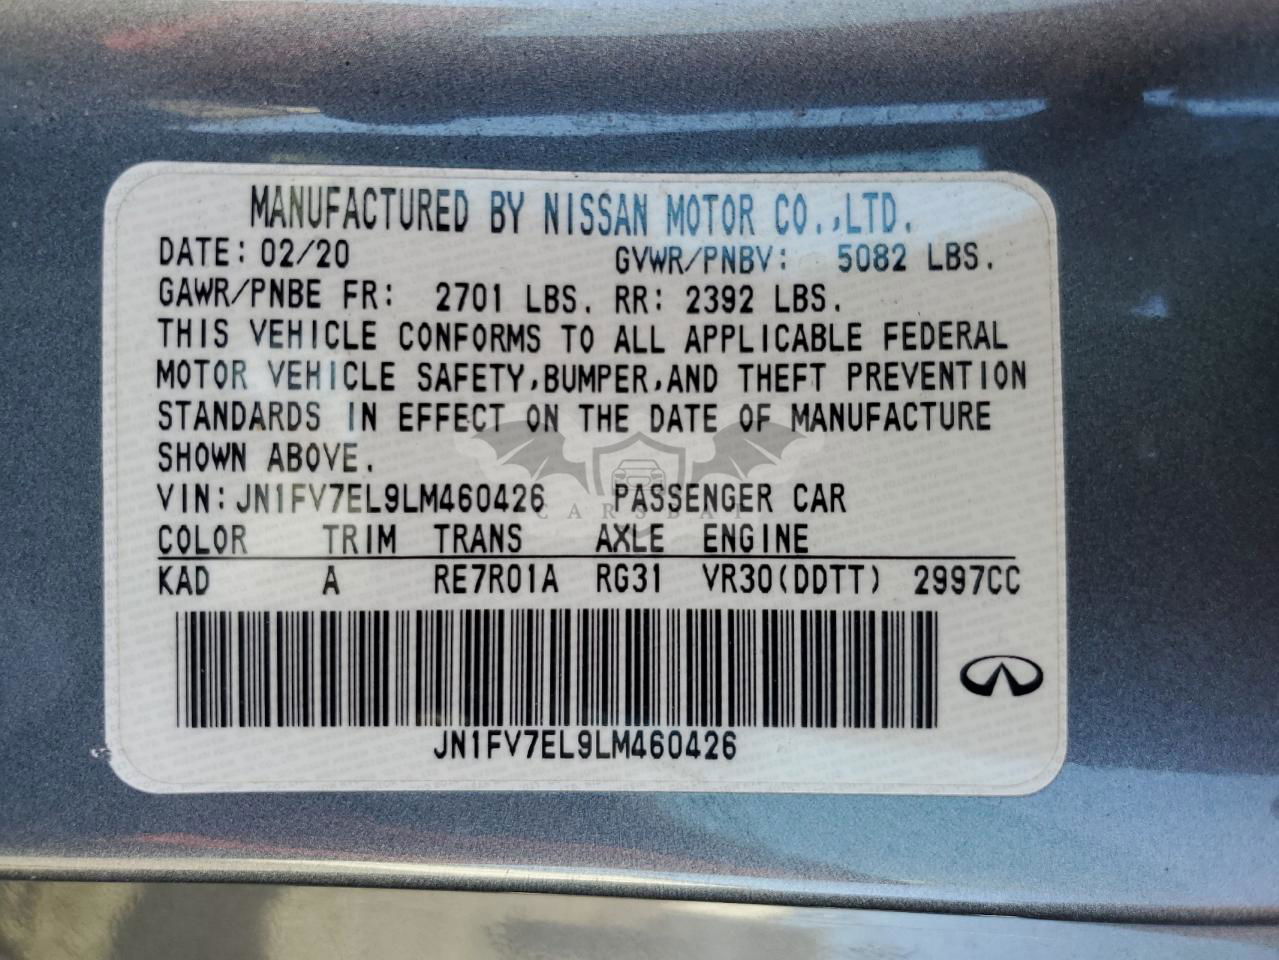 MANUFACTURED BY NISSAN MOTOR CO.,LTD.
DATE: 02/20 GVWR/PNBV: 5082 LBS.
GAWR/PNBE FR: 2701 LBS. RR: 2392 LBS.
THIS VEHICLE CONFORMS TO ALL APPLICABLE FEDERAL
MOTOR VEHICLE SAFETY,BUMPER,AND THEFT PREVENTION
STANDARDS IN EFFECT ON THE DATE OF MANUFACTURE
SHOWN ABOVE.
VIN:JN1FV7EL9LM460426 PASSENGER CAR
CARSBAT
COLOR TRIM TRANS AXLE ENGINE
KAD A RE7R01A RG31 VR30(DDTT) 2997CC
JN1FV7EL9LM460426